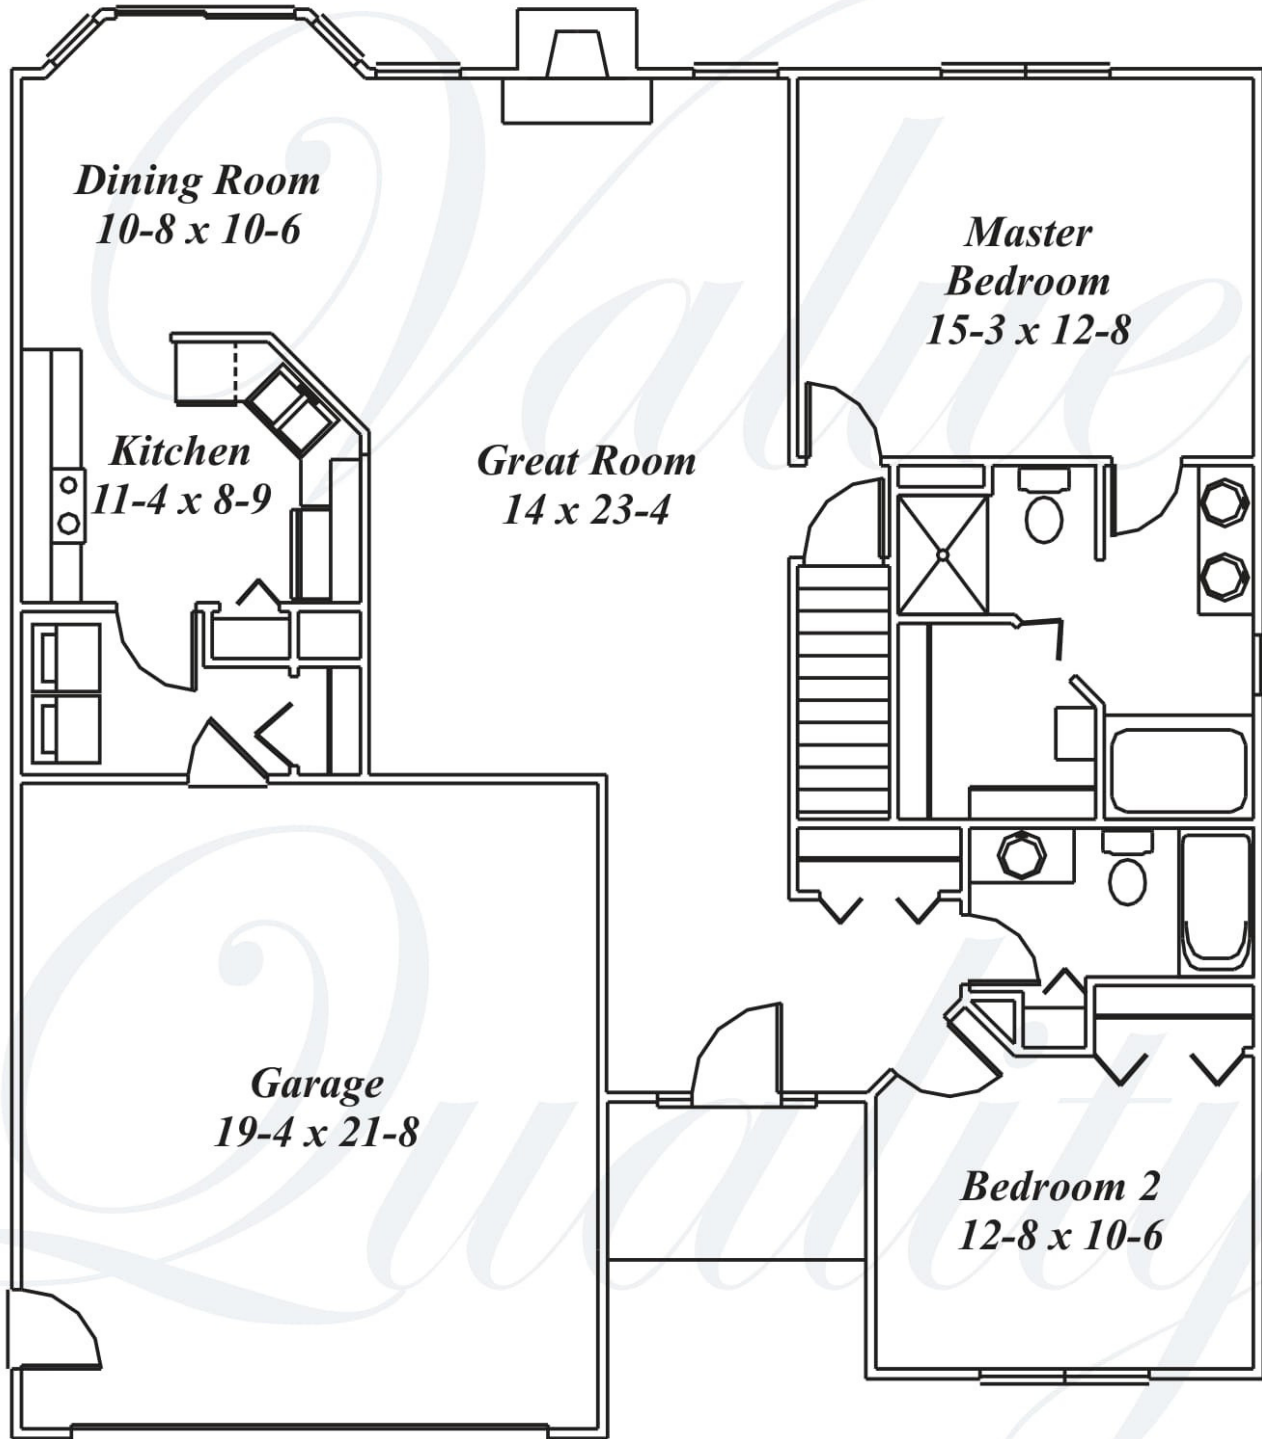 Dining Room
10-8 x 10-6
Master
Bedroom
15-3 x 12-8
Kitchen
11-4 x 8-9
Great Room
14 x 23-4
Garage
19-4 x 21-8
Bedroom 2
12-8 x 10-6
Value
Quality